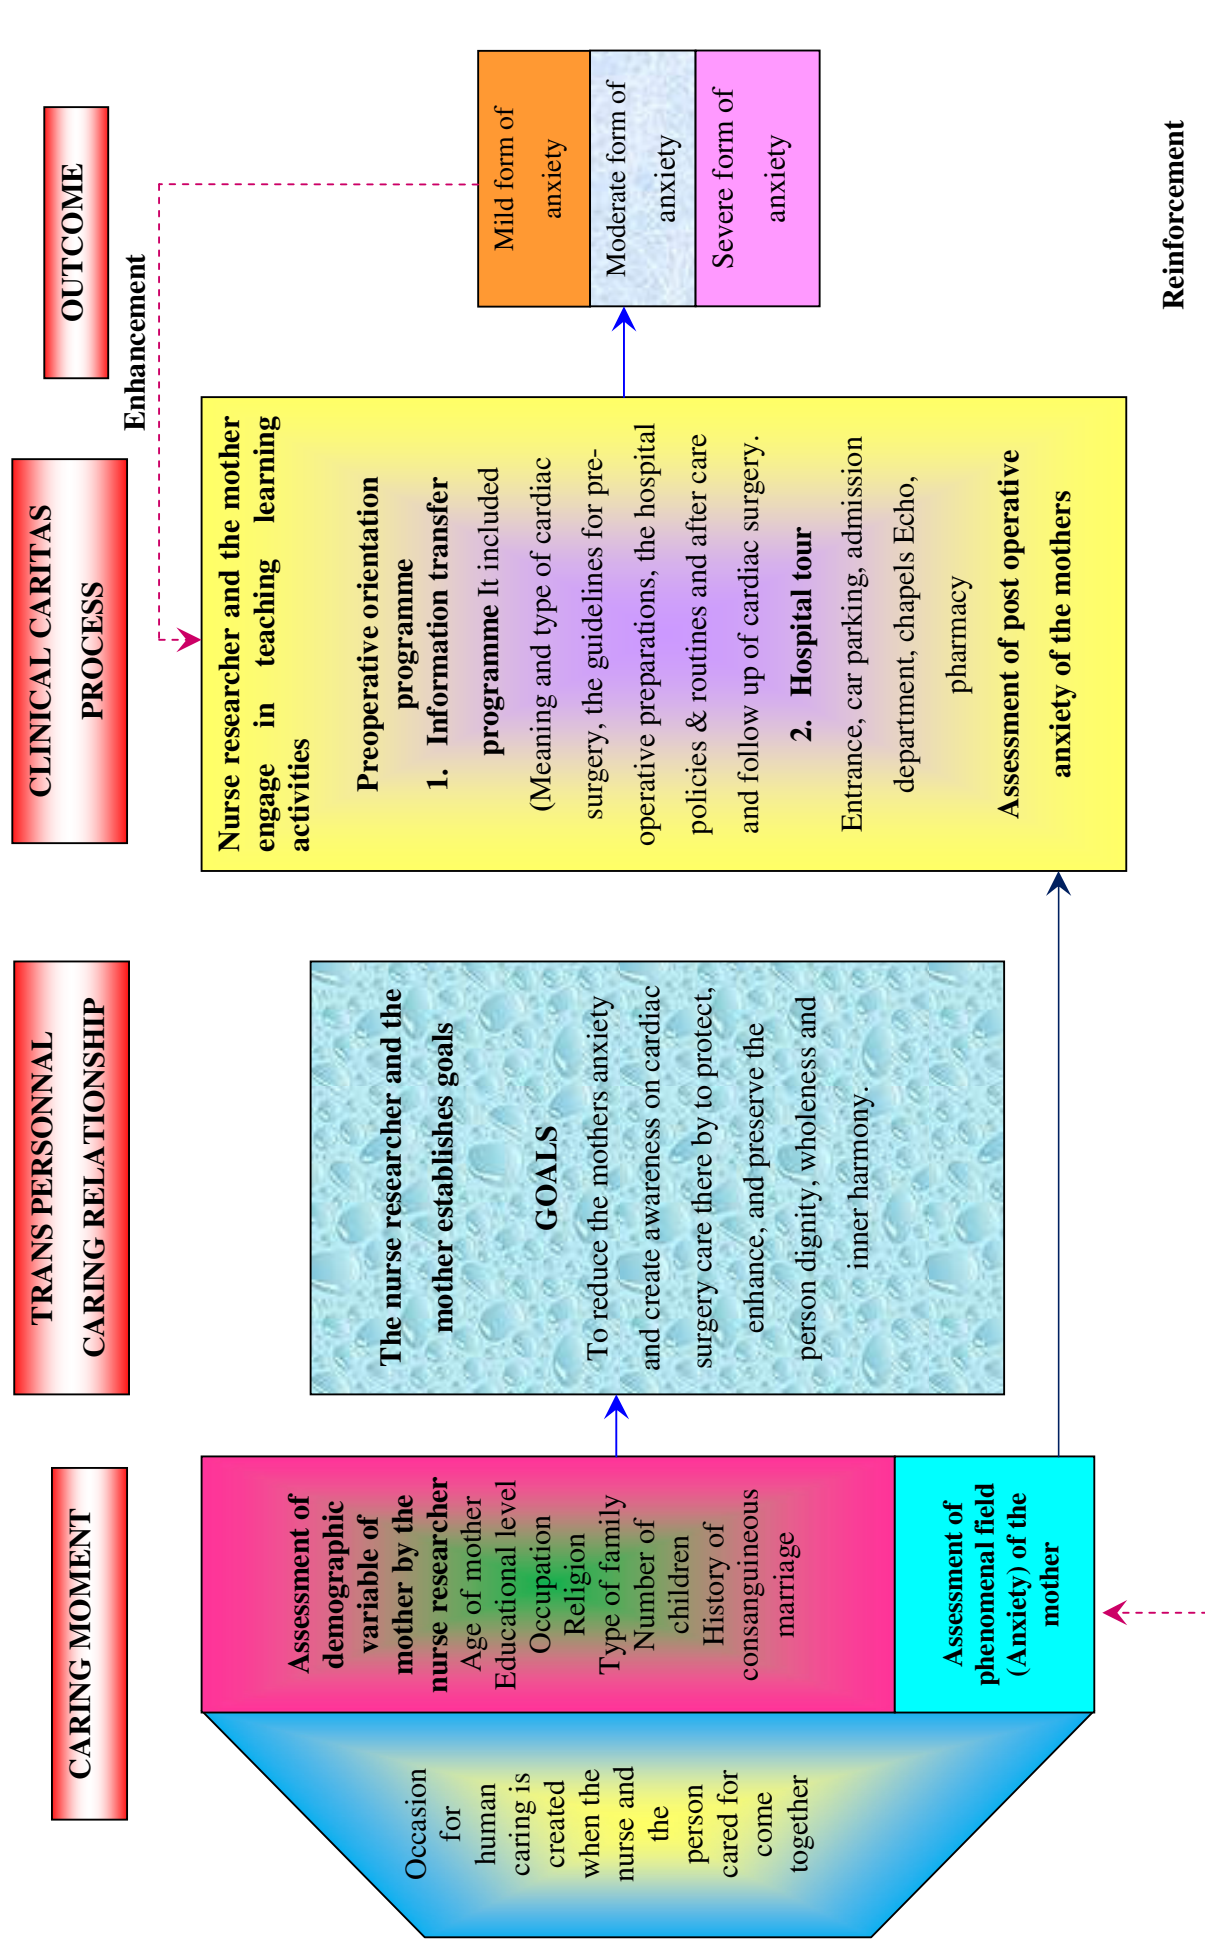 CARING MOMENT
TRANS PERSONNAL
CARING RELATIONSHIP
CLINICAL CARITAS
PROCESS
OUTCOME
Enhancement
Occasion
for
human
caring is
created
when the
nurse and
the
person
cared for
come
together
Assessment of
demographic
variable of
mother by the
nurse researcher
Age of mother
Educational level
Occupation
Religion
Type of family
Number of
children
History of
consanguineous
marriage
Assessment of
phenomenal field
(Anxiety) of the
mother
The nurse researcher and the
mother establishes goals
GOALS
To reduce the mothers anxiety
and create awareness on cardiac
surgery care there by to protect,
enhance, and preserve the
person dignity, wholeness and
inner harmony.
Nurse researcher and the mother
engage in teaching learning
activities
Preoperative orientation
programme
1. Information transfer
programme It included
(Meaning and type of cardiac
surgery, the guidelines for pre-
operative preparations, the hospital
policies & routines and after care
and follow up of cardiac surgery.
2. Hospital tour
Entrance, car parking, admission
department, chapels Echo,
pharmacy
Assessment of post operative
anxiety of the mothers
Mild form of
anxiety
Moderate form of
anxiety
Severe form of
anxiety
Reinforcement